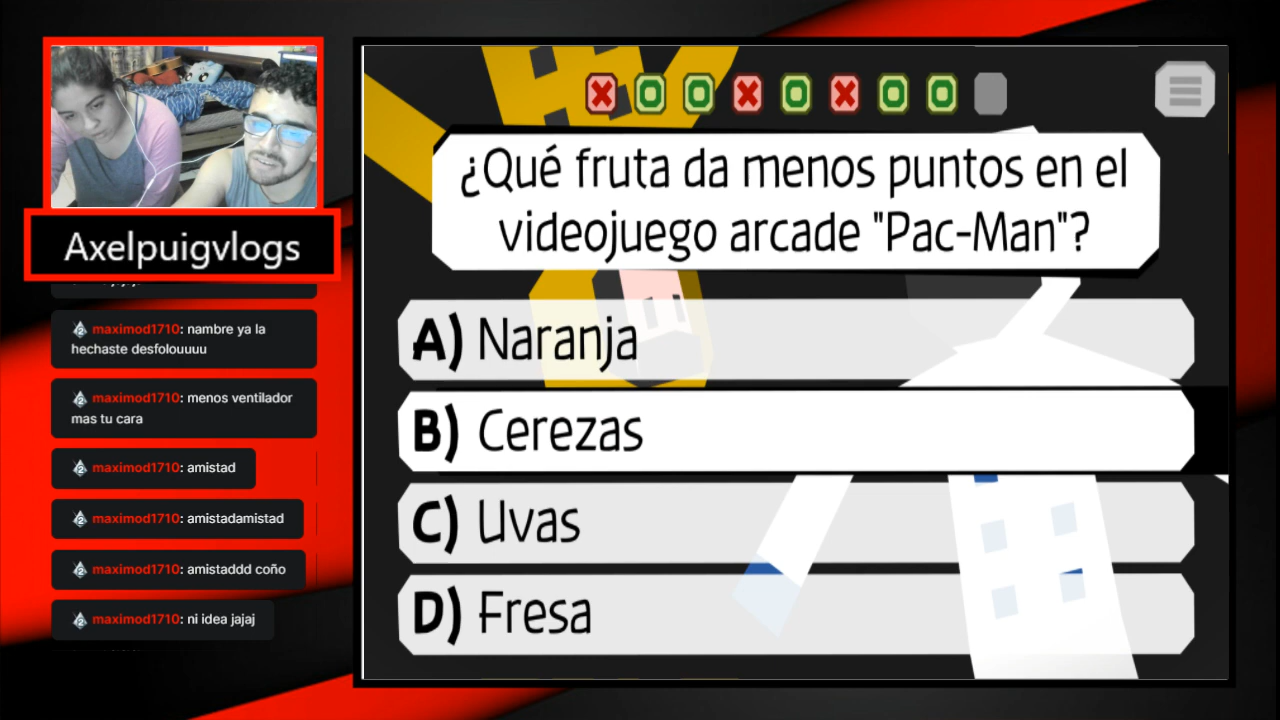 Axelpuigvlogs
maximod1710: nambre ya la
hechaste desfolouuuu
maximod1710: menos ventilador
mas tu cara
maximod1710: amistad
maximod1710: amistadamistad
maximod1710: amistaddd coño
maximod1710: ni idea jajaj
¿Qué fruta da menos puntos en el
videojuego arcade "Pac-Man"?
A) Naranja
B) Cerezas
C) Uvas
D) Fresa